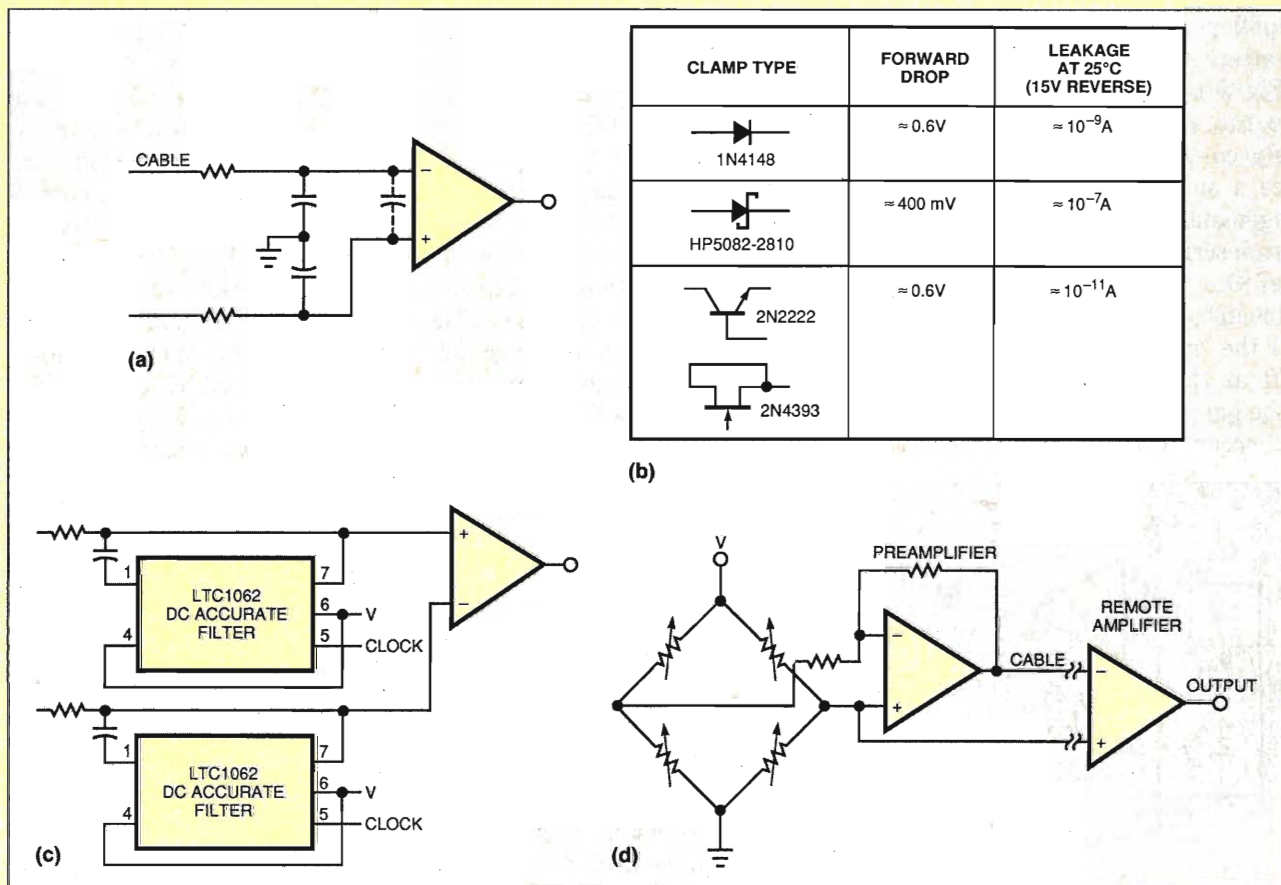 CABLE
−
+
(a)
CLAMP TYPE
FORWARD
DROP
LEAKAGE
AT 25°C
(15V REVERSE)
1N4148
≈ 0.6V
≈ 10⁻⁹A
HP5082-2810
≈ 400 mV
≈ 10⁻⁷A
2N2222
≈ 0.6V
≈ 10⁻¹¹A
2N4393
(b)
1
7
LTC1062
DC ACCURATE
FILTER
6
V
4
5
CLOCK
+
−
1
7
LTC1062
DC ACCURATE
FILTER
6
V
4
5
CLOCK
(c)
V
PREAMPLIFIER
−
+
CABLE
REMOTE
AMPLIFIER
−
+
OUTPUT
(d)